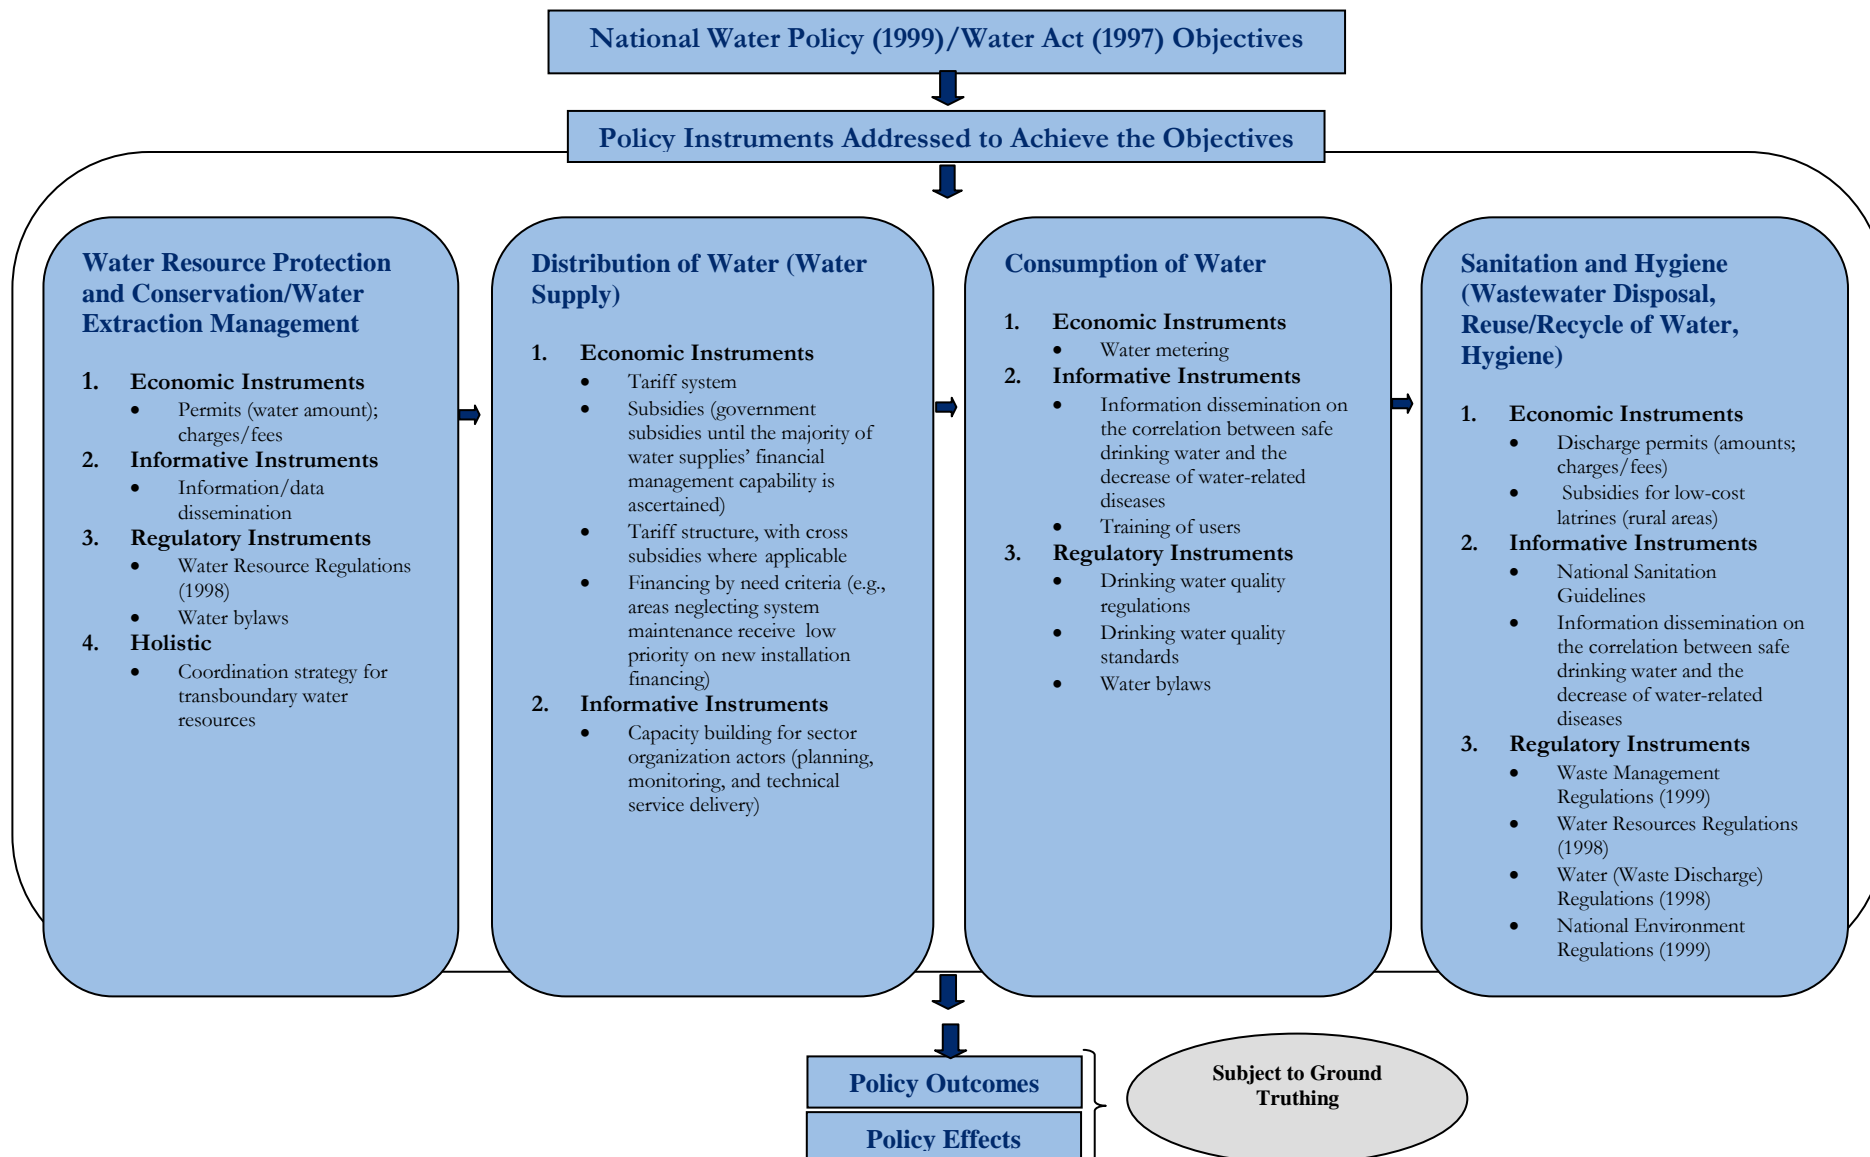 National Water Policy (1999)/Water Act (1997) Objectives
Policy Instruments Addressed to Achieve the Objectives
Water Resource Protection
and Conservation/Water
Extraction Management
1. Economic Instruments
• Permits (water amount);
charges/fees
2. Informative Instruments
• Information/data
dissemination
3. Regulatory Instruments
• Water Resource Regulations
(1998)
• Water bylaws
4. Holistic
• Coordination strategy for
transboundary water
resources
Distribution of Water (Water
Supply)
1. Economic Instruments
• Tariff system
• Subsidies (government
subsidies until the majority of
water supplies’ financial
management capability is
ascertained)
• Tariff structure, with cross
subsidies where applicable
• Financing by need criteria (e.g.,
areas neglecting system
maintenance receive low
priority on new installation
financing)
2. Informative Instruments
• Capacity building for sector
organization actors (planning,
monitoring, and technical
service delivery)
Consumption of Water
1. Economic Instruments
• Water metering
2. Informative Instruments
• Information dissemination on
the correlation between safe
drinking water and the
decrease of water-related
diseases
• Training of users
3. Regulatory Instruments
• Drinking water quality
regulations
• Drinking water quality
standards
• Water bylaws
Sanitation and Hygiene
(Wastewater Disposal,
Reuse/Recycle of Water,
Hygiene)
1. Economic Instruments
• Discharge permits (amounts;
charges/fees)
• Subsidies for low-cost
latrines (rural areas)
2. Informative Instruments
• National Sanitation
Guidelines
• Information dissemination on
the correlation between safe
drinking water and the
decrease of water-related
diseases
3. Regulatory Instruments
• Waste Management
Regulations (1999)
• Water Resources Regulations
(1998)
• Water (Waste Discharge)
Regulations (1998)
• National Environment
Regulations (1999)
Policy Outcomes
Policy Effects
Subject to Ground
Truthing